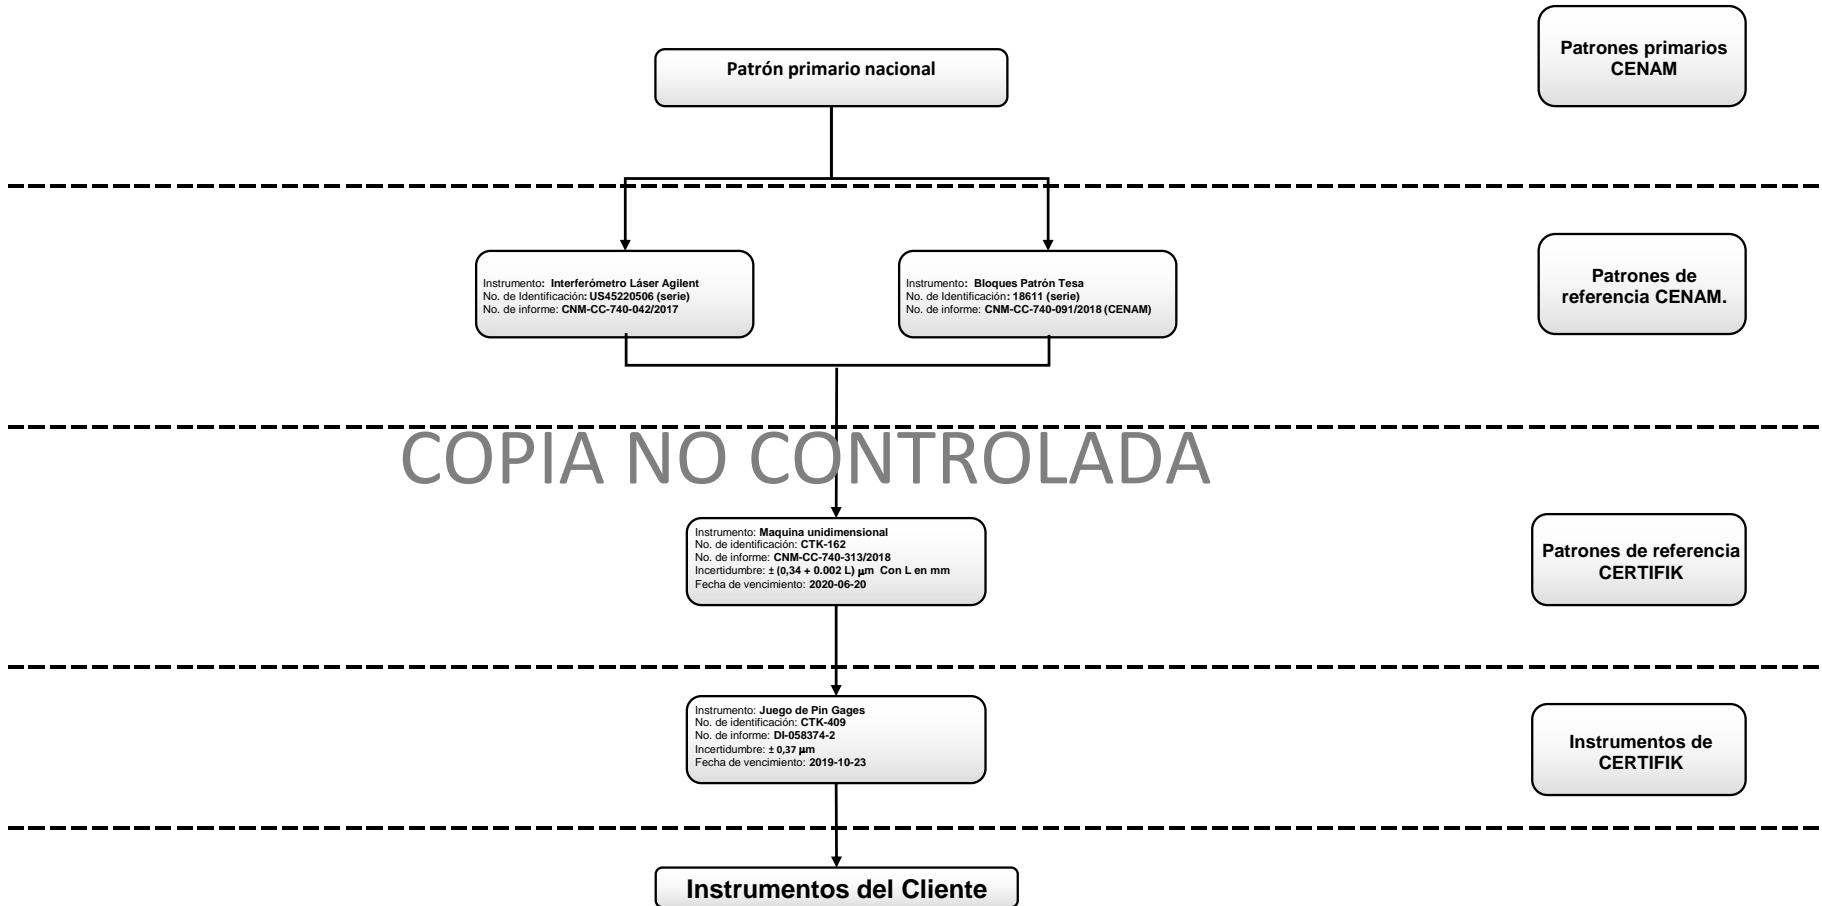 Patrón primario nacional
Patrones primarios
CENAM
Instrumento: Interferómetro Láser Agilent
No. de Identificación: US45220506 (serie)
No. de informe: CNM-CC-740-042/2017
Instrumento: Bloques Patrón Tesa
No. de Identificación: 18611 (serie)
No. de informe: CNM-CC-740-091/2018 (CENAM)
Patrones de
referencia CENAM.
COPIA NO CONTROLADA
Instrumento: Maquina unidimensional
No. de identificación: CTK-162
No. de informe: CNM-CC-740-313/2018
Incertidumbre: ± (0,34 + 0.002 L) µm Con L en mm
Fecha de vencimiento: 2020-06-20
Patrones de referencia
CERTIFIK
Instrumento: Juego de Pin Gages
No. de identificación: CTK-409
No. de informe: DI-058374-2
Incertidumbre: ± 0,37 µm
Fecha de vencimiento: 2019-10-23
Instrumentos de
CERTIFIK
Instrumentos del Cliente